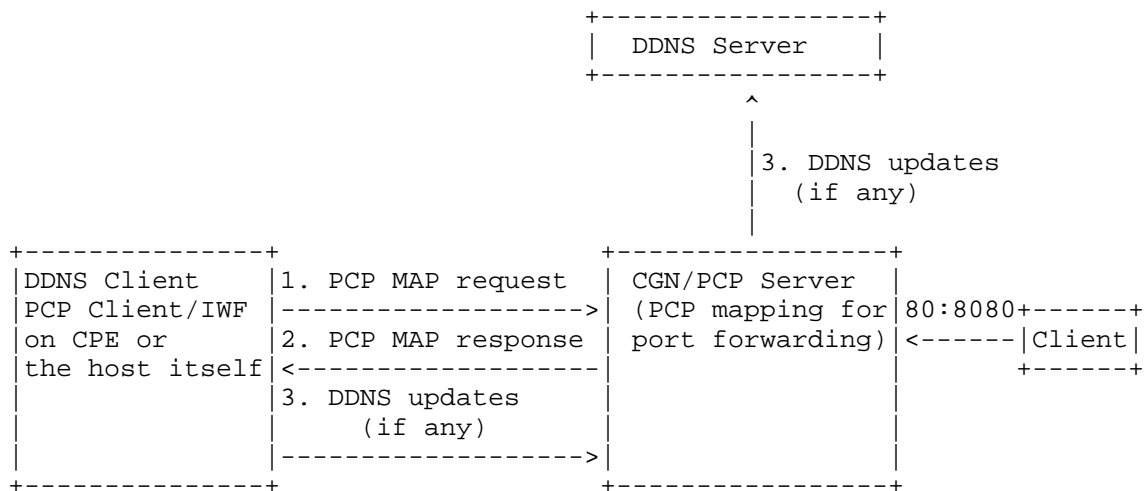 DDNS Server
3. DDNS updates
(if any)
DDNS Client
PCP Client/IWF
on CPE or
the host itself
1. PCP MAP request
2. PCP MAP response
3. DDNS updates
(if any)
CGN/PCP Server
(PCP mapping for
port forwarding)
80:8080
Client